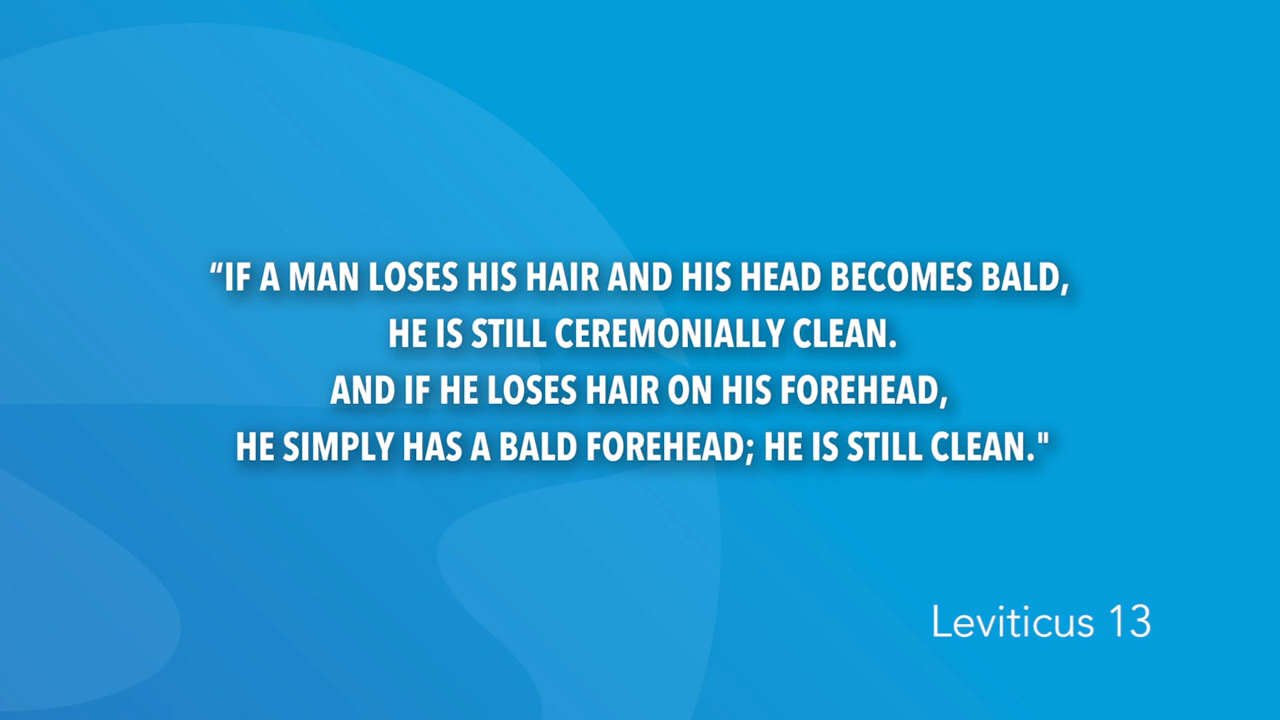 “IF A MAN LOSES HIS HAIR AND HIS HEAD BECOMES BALD,
HE IS STILL CEREMONIALLY CLEAN.
AND IF HE LOSES HAIR ON HIS FOREHEAD,
HE SIMPLY HAS A BALD FOREHEAD; HE IS STILL CLEAN."
Leviticus 13